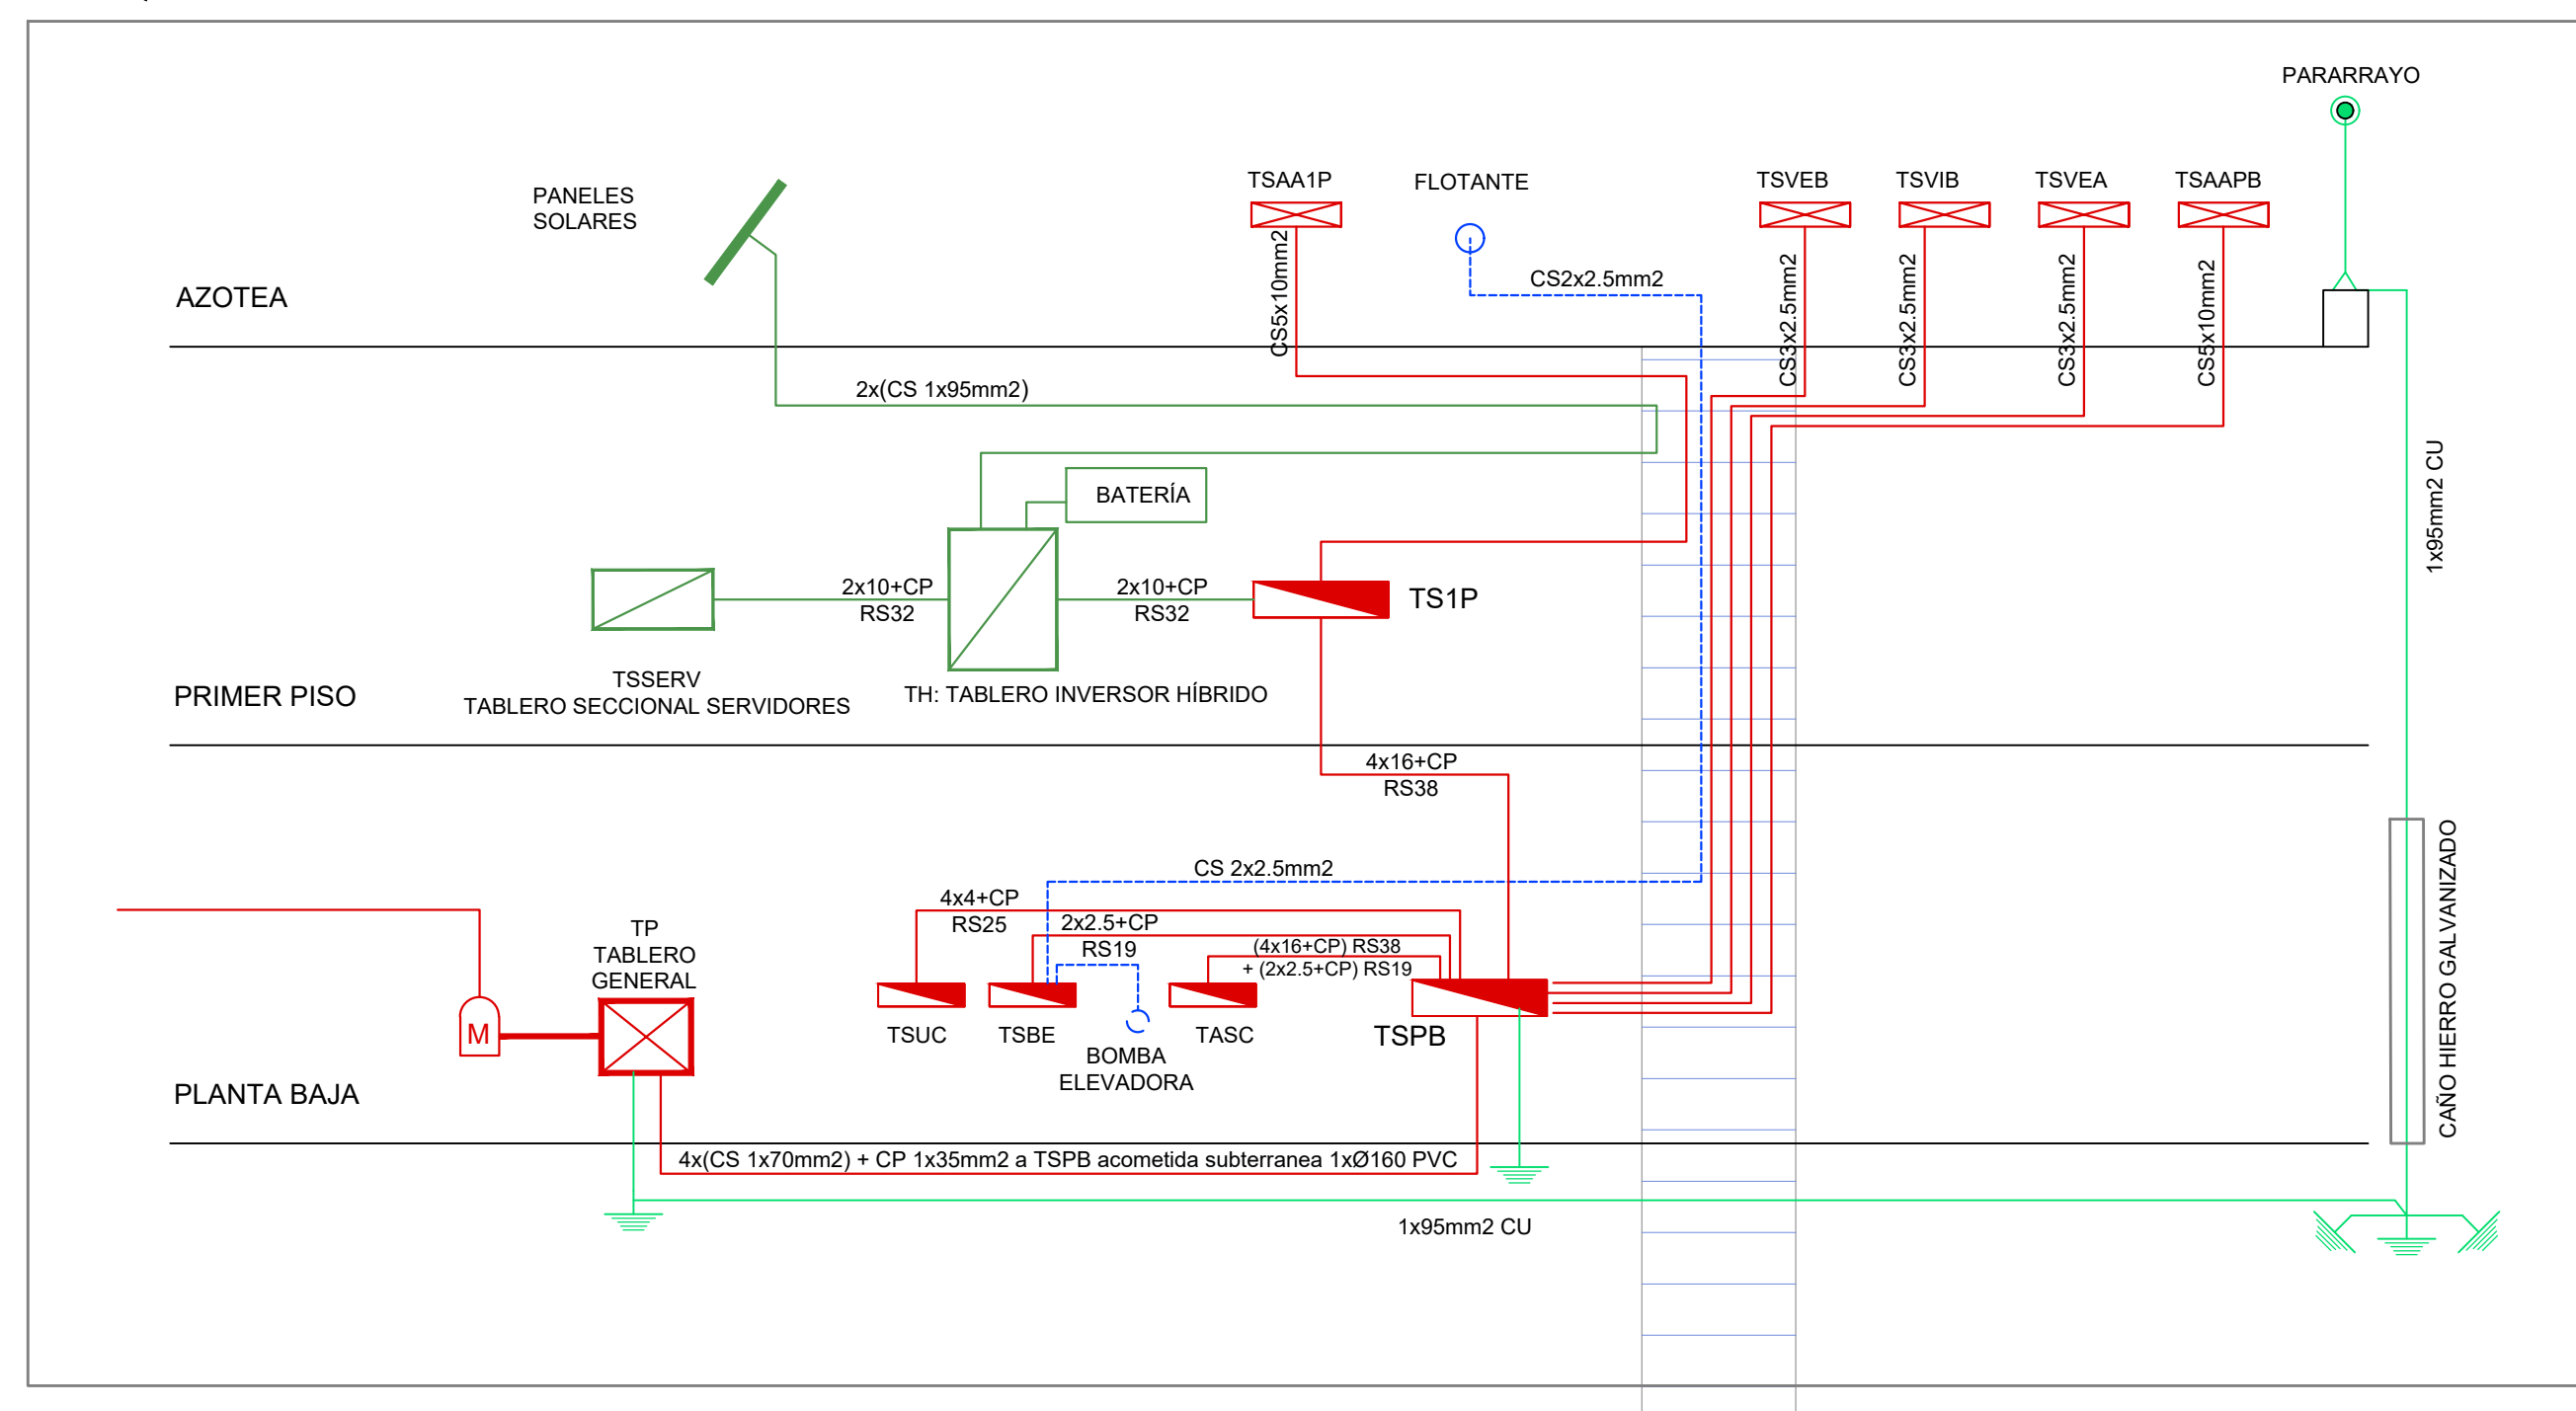 PARARRAYO
TSAA1P
FLOTANTE
TSVEB
TSVIB
TSVEA
TSAAPB
PANELES
SOLARES
CS5x10mm2
CS2x2.5mm2
CS3x2.5mm2
CS3x2.5mm2
CS3x2.5mm2
CS5x10mm2
AZOTEA
2x(CS 1x95mm2)
1x95mm2 CU
BATERÍA
2x10+CP
RS32
2x10+CP
RS32
TS1P
TSSERV
TABLERO SECCIONAL SERVIDORES
TH: TABLERO INVERSOR HÍBRIDO
PRIMER PISO
4x16+CP
RS38
CS 2x2.5mm2
4x4+CP
RS25
2x2.5+CP
RS19
(4x16+CP) RS38
+ (2x2.5+CP) RS19
TP
TABLERO
GENERAL
M
TSUC
TSBE
BOMBA
ELEVADORA
TASC
TSPB
CAÑO HIERRO GALVANIZADO
PLANTA BAJA
4x(CS 1x70mm2) + CP 1x35mm2 a TSPB acometida subterranea 1xØ160 PVC
1x95mm2 CU